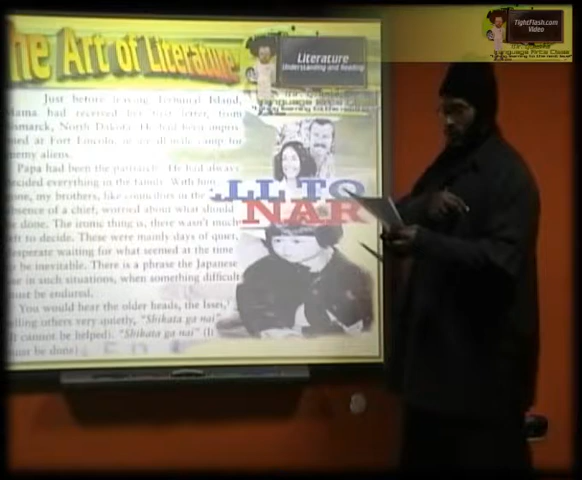 TightFlash.com
Video
The Art of Literature
Literature
Understanding and Reading
Just before leaving Terminal Island,
Mama had received her first letter, from
Bismarck, North Dakota. He had been impris-
oned at Fort Lincoln, in an all-male camp for
enemy aliens.
Papa had been the patriarch. He had always
decided everything in the family. With him
gone, my brothers, like councilors in the
absence of a chief, worried about what should
be done. The ironic thing is, there wasn't much
left to decide. These were mainly days of quiet,
desperate waiting for what seemed at the time
to be inevitable. There is a phrase the Japanese
use in such situations, when something difficult
must be endured.
You would hear the older heads, the Issei,
telling others very quietly, "Shikata ga nai"
(It cannot be helped). "Shikata ga nai" (It
must be done).
LL TO
NAR